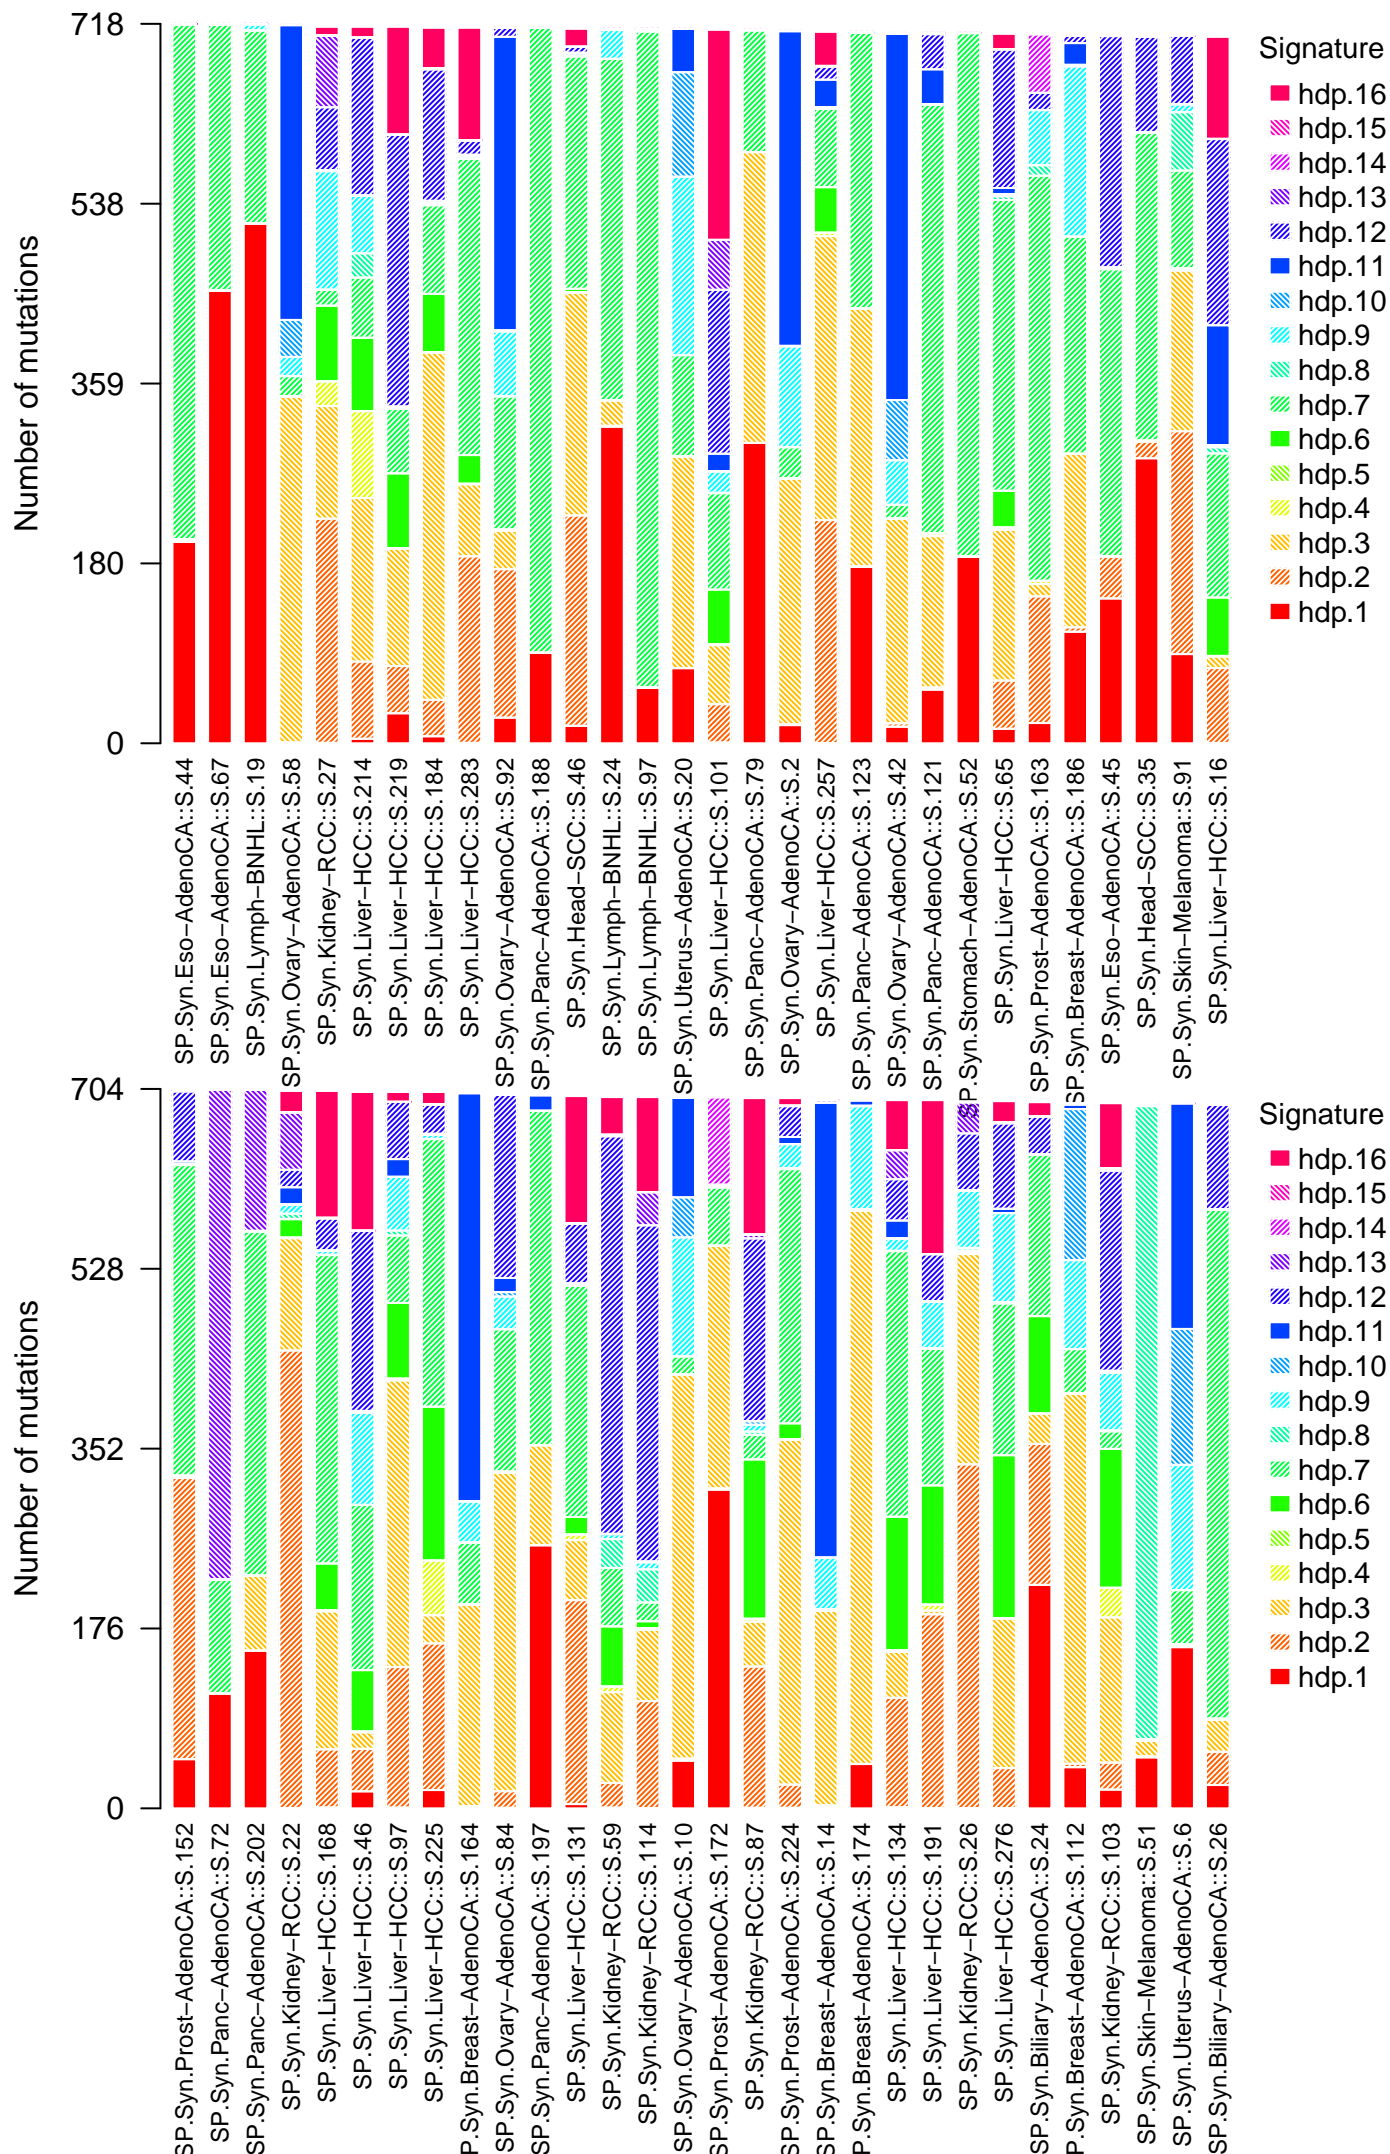 Number of mutations
718
538
359
180
0
Signature
hdp.16
hdp.15
hdp.14
hdp.13
hdp.12
hdp.11
hdp.10
hdp.9
hdp.8
hdp.7
hdp.6
hdp.5
hdp.4
hdp.3
hdp.2
hdp.1
SP.Syn.Eso−AdenoCA::S.44
SP.Syn.Eso−AdenoCA::S.67
SP.Syn.Lymph−BNHL::S.19
SP.Syn.Ovary−AdenoCA::S.58
SP.Syn.Kidney−RCC::S.27
SP.Syn.Liver−HCC::S.214
SP.Syn.Liver−HCC::S.219
SP.Syn.Liver−HCC::S.184
SP.Syn.Liver−HCC::S.283
SP.Syn.Ovary−AdenoCA::S.92
SP.Syn.Panc−AdenoCA::S.188
SP.Syn.Head−SCC::S.46
SP.Syn.Lymph−BNHL::S.24
SP.Syn.Lymph−BNHL::S.97
SP.Syn.Uterus−AdenoCA::S.20
SP.Syn.Liver−HCC::S.101
SP.Syn.Panc−AdenoCA::S.79
SP.Syn.Ovary−AdenoCA::S.2
SP.Syn.Liver−HCC::S.257
SP.Syn.Panc−AdenoCA::S.123
SP.Syn.Ovary−AdenoCA::S.42
SP.Syn.Panc−AdenoCA::S.121
SP.Syn.Stomach−AdenoCA::S.52
SP.Syn.Liver−HCC::S.65
SP.Syn.Prost−AdenoCA::S.163
SP.Syn.Breast−AdenoCA::S.186
SP.Syn.Eso−AdenoCA::S.45
SP.Syn.Head−SCC::S.35
SP.Syn.Skin−Melanoma::S.91
SP.Syn.Liver−HCC::S.16
Number of mutations
704
528
352
176
0
Signature
hdp.16
hdp.15
hdp.14
hdp.13
hdp.12
hdp.11
hdp.10
hdp.9
hdp.8
hdp.7
hdp.6
hdp.5
hdp.4
hdp.3
hdp.2
hdp.1
SP.Syn.Prost−AdenoCA::S.152
SP.Syn.Panc−AdenoCA::S.72
SP.Syn.Panc−AdenoCA::S.202
SP.Syn.Kidney−RCC::S.22
SP.Syn.Liver−HCC::S.168
SP.Syn.Liver−HCC::S.46
SP.Syn.Liver−HCC::S.97
SP.Syn.Liver−HCC::S.225
SP.Syn.Breast−AdenoCA::S.164
SP.Syn.Ovary−AdenoCA::S.84
SP.Syn.Panc−AdenoCA::S.197
SP.Syn.Liver−HCC::S.131
SP.Syn.Kidney−RCC::S.59
SP.Syn.Kidney−RCC::S.114
SP.Syn.Ovary−AdenoCA::S.10
SP.Syn.Prost−AdenoCA::S.172
SP.Syn.Kidney−RCC::S.87
SP.Syn.Prost−AdenoCA::S.224
SP.Syn.Breast−AdenoCA::S.14
SP.Syn.Breast−AdenoCA::S.174
SP.Syn.Liver−HCC::S.134
SP.Syn.Liver−HCC::S.191
SP.Syn.Kidney−RCC::S.26
SP.Syn.Liver−HCC::S.276
SP.Syn.Biliary−AdenoCA::S.24
SP.Syn.Breast−AdenoCA::S.112
SP.Syn.Kidney−RCC::S.103
SP.Syn.Skin−Melanoma::S.51
SP.Syn.Uterus−AdenoCA::S.6
SP.Syn.Biliary−AdenoCA::S.26